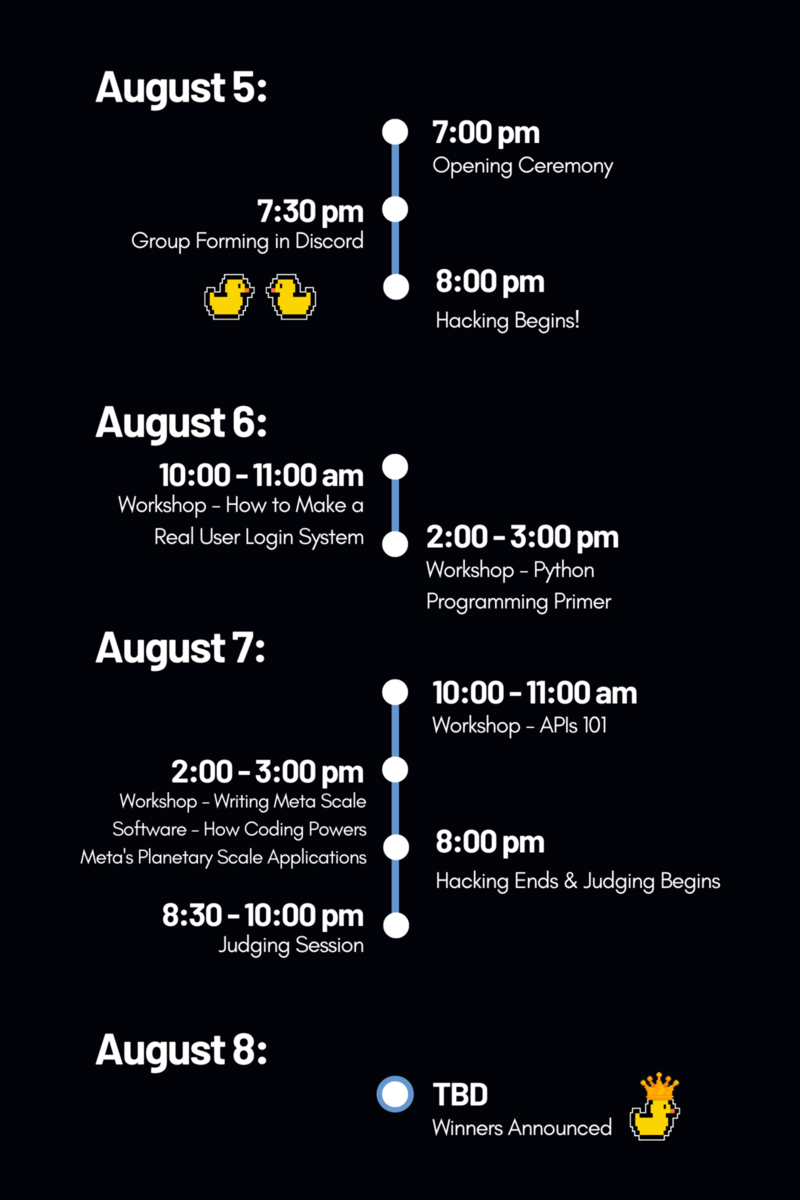 August 5:
7:00 pm
Opening Ceremony
7:30 pm
Group Forming in Discord
8:00 pm
Hacking Begins!
August 6:
10:00 - 11:00 am
Workshop - How to Make a
Real User Login System
2:00 - 3:00 pm
Workshop - Python
Programming Primer
August 7:
10:00 - 11:00 am
Workshop - APIs 101
2:00 - 3:00 pm
Workshop - Writing Meta Scale
Software - How Coding Powers
Meta's Planetary Scale Applications
8:00 pm
Hacking Ends & Judging Begins
8:30 - 10:00 pm
Judging Session
August 8:
TBD
Winners Announced